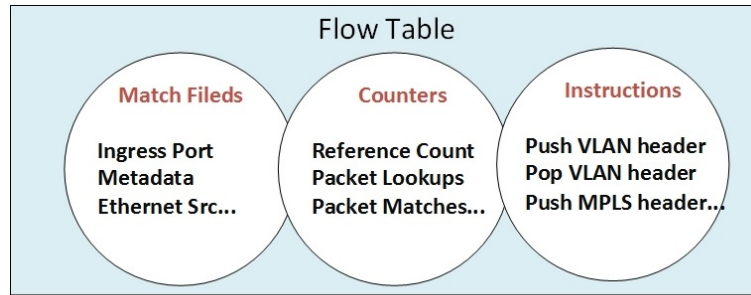 Flow Table
Match Fileds
Ingress Port
Metadata
Ethernet Src...
Counters
Reference Count
Packet Lookups
Packet Matches...
Instructions
Push VLAN header
Pop VLAN header
Push MPLS header...